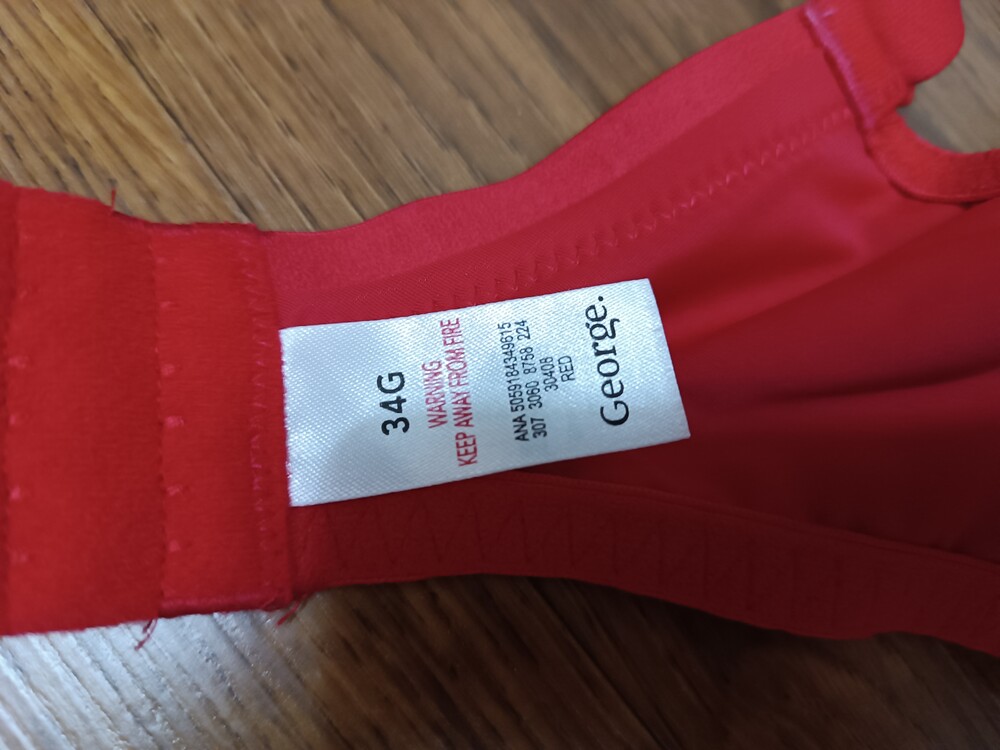 34G
WARNING
KEEP AWAY FROM FIRE
ANA 5059184349615
307 3060 8758 224
30408
RED
George.